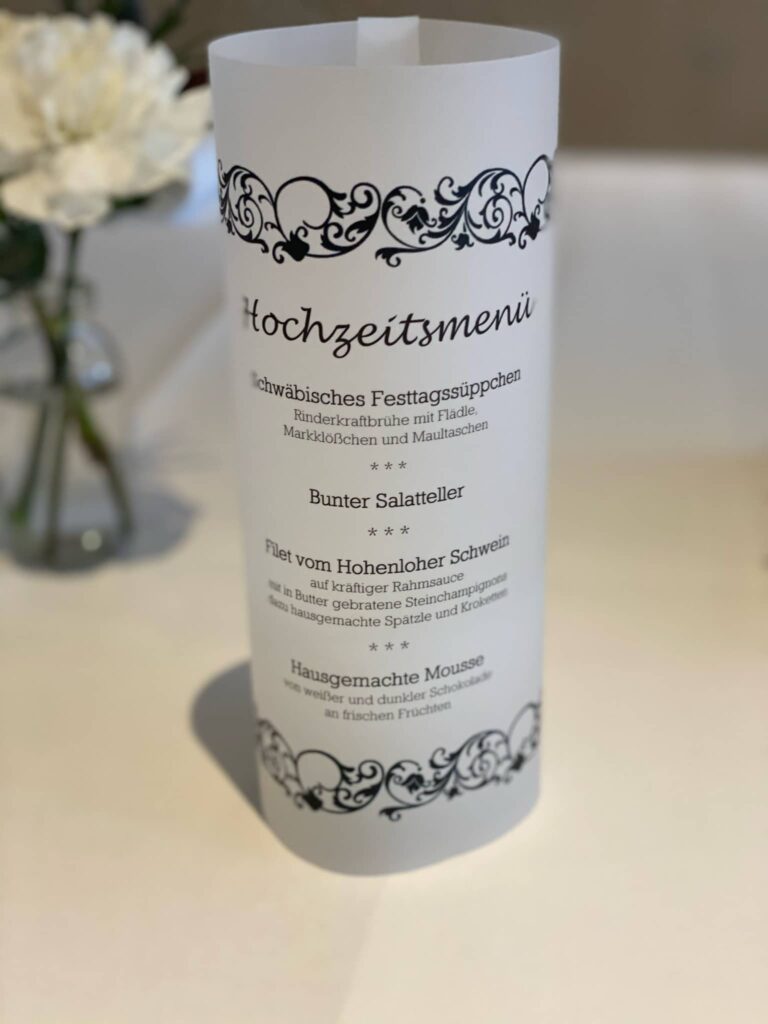 Hochzeitsmenü
Schwäbisches Festtagssüppchen
Rinderkraftbrühe mit Flädle,
Markklößchen und Maultaschen
* * *
Bunter Salatteller
* * *
Filet vom Hohenloher Schwein
auf kräftiger Rahmsauce
mit in Butter gebratene Steinchampignons
dazu hausgemachte Spätzle und Kroketten
* * *
Hausgemachte Mousse
von weißer und dunkler Schokolade
an frischen Früchten